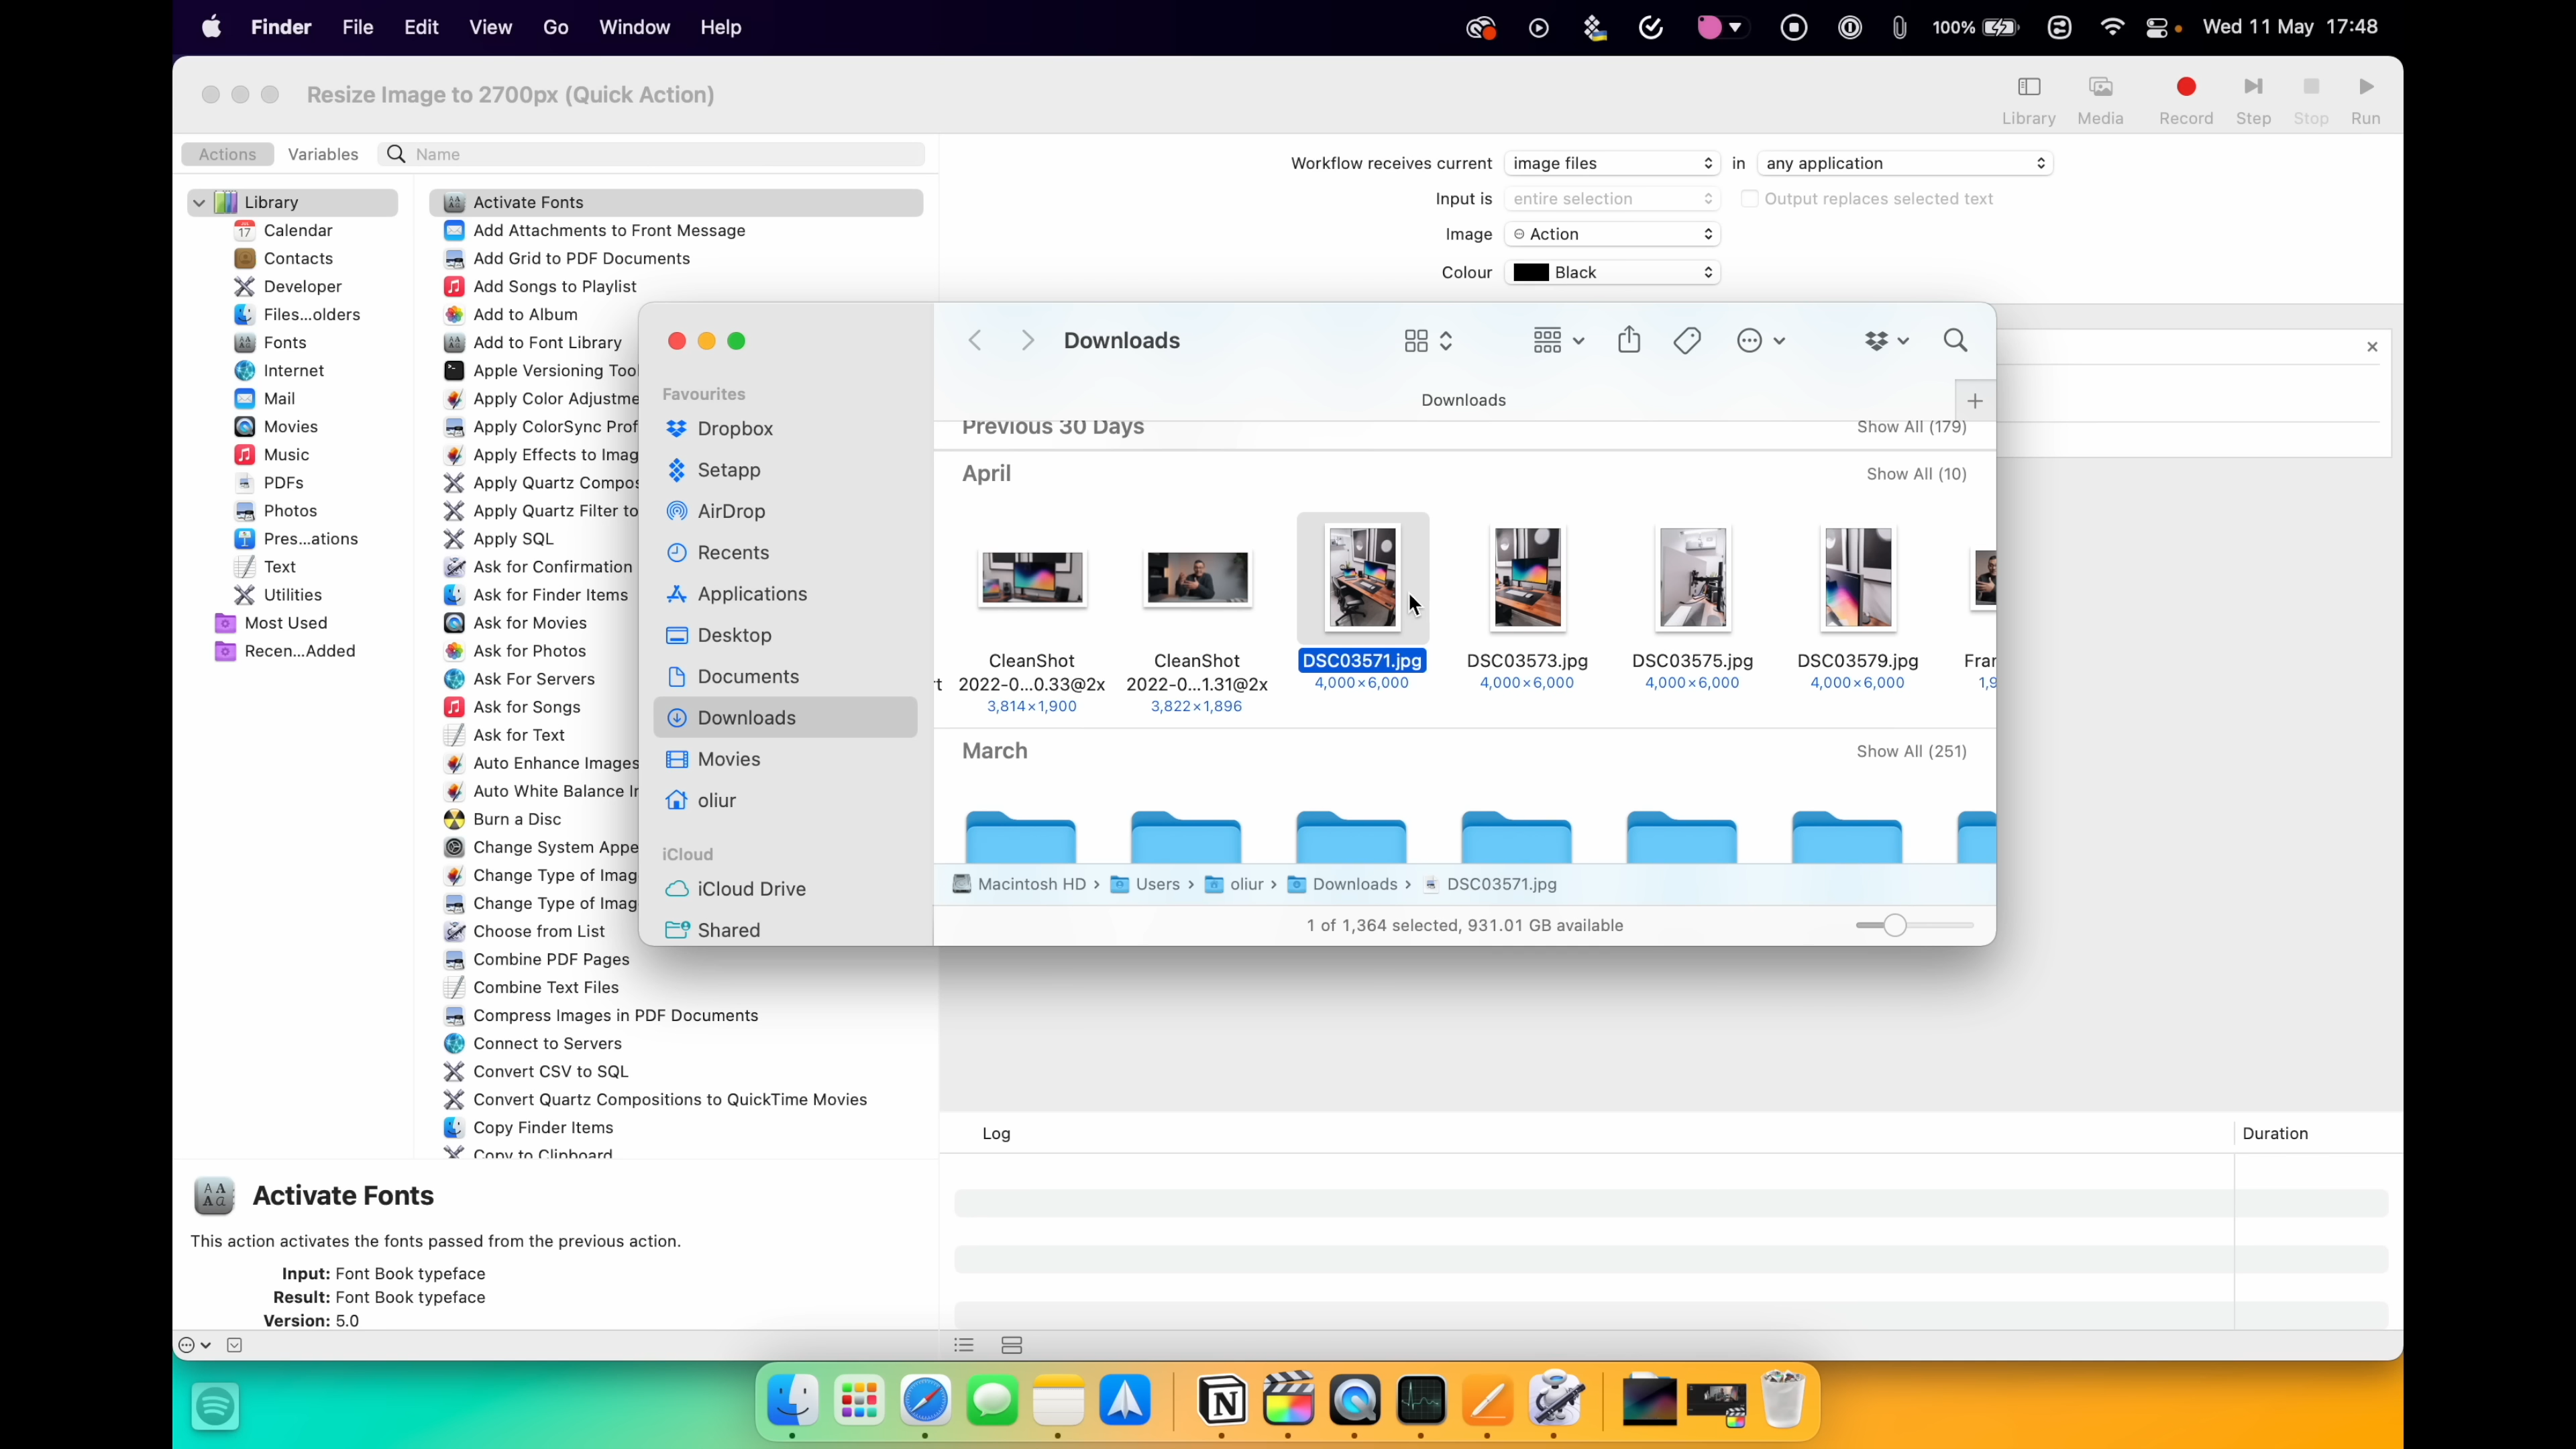 Finder File Edit View Go Window Help 100% Wed 11 May 17:48
Resize Image to 2700px (Quick Action)
Library Media Record Step Stop Run
Actions Variables Name
Library
Calendar
Contacts
Developer
Files...olders
Fonts
Internet
Mail
Movies
Music
PDFs
Photos
Pres...ations
Text
Utilities
Most Used
Recen...Added
Activate Fonts
Add Attachments to Front Message
Add Grid to PDF Documents
Add Songs to Playlist
Add to Album
Add to Font Library
Apple Versioning Tool
Apply Color Adjustme
Apply ColorSync Prof
Apply Effects to Imag
Apply Quartz Compos
Apply Quartz Filter to
Apply SQL
Ask for Confirmation
Ask for Finder Items
Ask for Movies
Ask for Photos
Ask For Servers
Ask for Songs
Ask for Text
Auto Enhance Images
Auto White Balance Ir
Burn a Disc
Change System Appe
Change Type of Imag
Change Type of Imag
Choose from List
Combine PDF Pages
Combine Text Files
Compress Images in PDF Documents
Connect to Servers
Convert CSV to SQL
Convert Quartz Compositions to QuickTime Movies
Copy Finder Items
Copy to Clipboard
Workflow receives current image files in any application
Input is entire selection Output replaces selected text
Image Action
Colour Black
Favourites
Dropbox
Setapp
AirDrop
Recents
Applications
Desktop
Documents
Downloads
Movies
oliur
iCloud
iCloud Drive
Shared
Downloads
Downloads
Previous 30 Days Show All (179)
April Show All (10)
CleanShot
2022-0...0.33@2x
3,814×1,900
CleanShot
2022-0...1.31@2x
3,822×1,896
DSC03571.jpg
4,000×6,000
DSC03573.jpg
4,000×6,000
DSC03575.jpg
4,000×6,000
DSC03579.jpg
4,000×6,000
Frar
1,9
March Show All (251)
Macintosh HD › Users › oliur › Downloads › DSC03571.jpg
1 of 1,364 selected, 931.01 GB available
Log Duration
Activate Fonts
This action activates the fonts passed from the previous action.
Input: Font Book typeface
Result: Font Book typeface
Version: 5.0